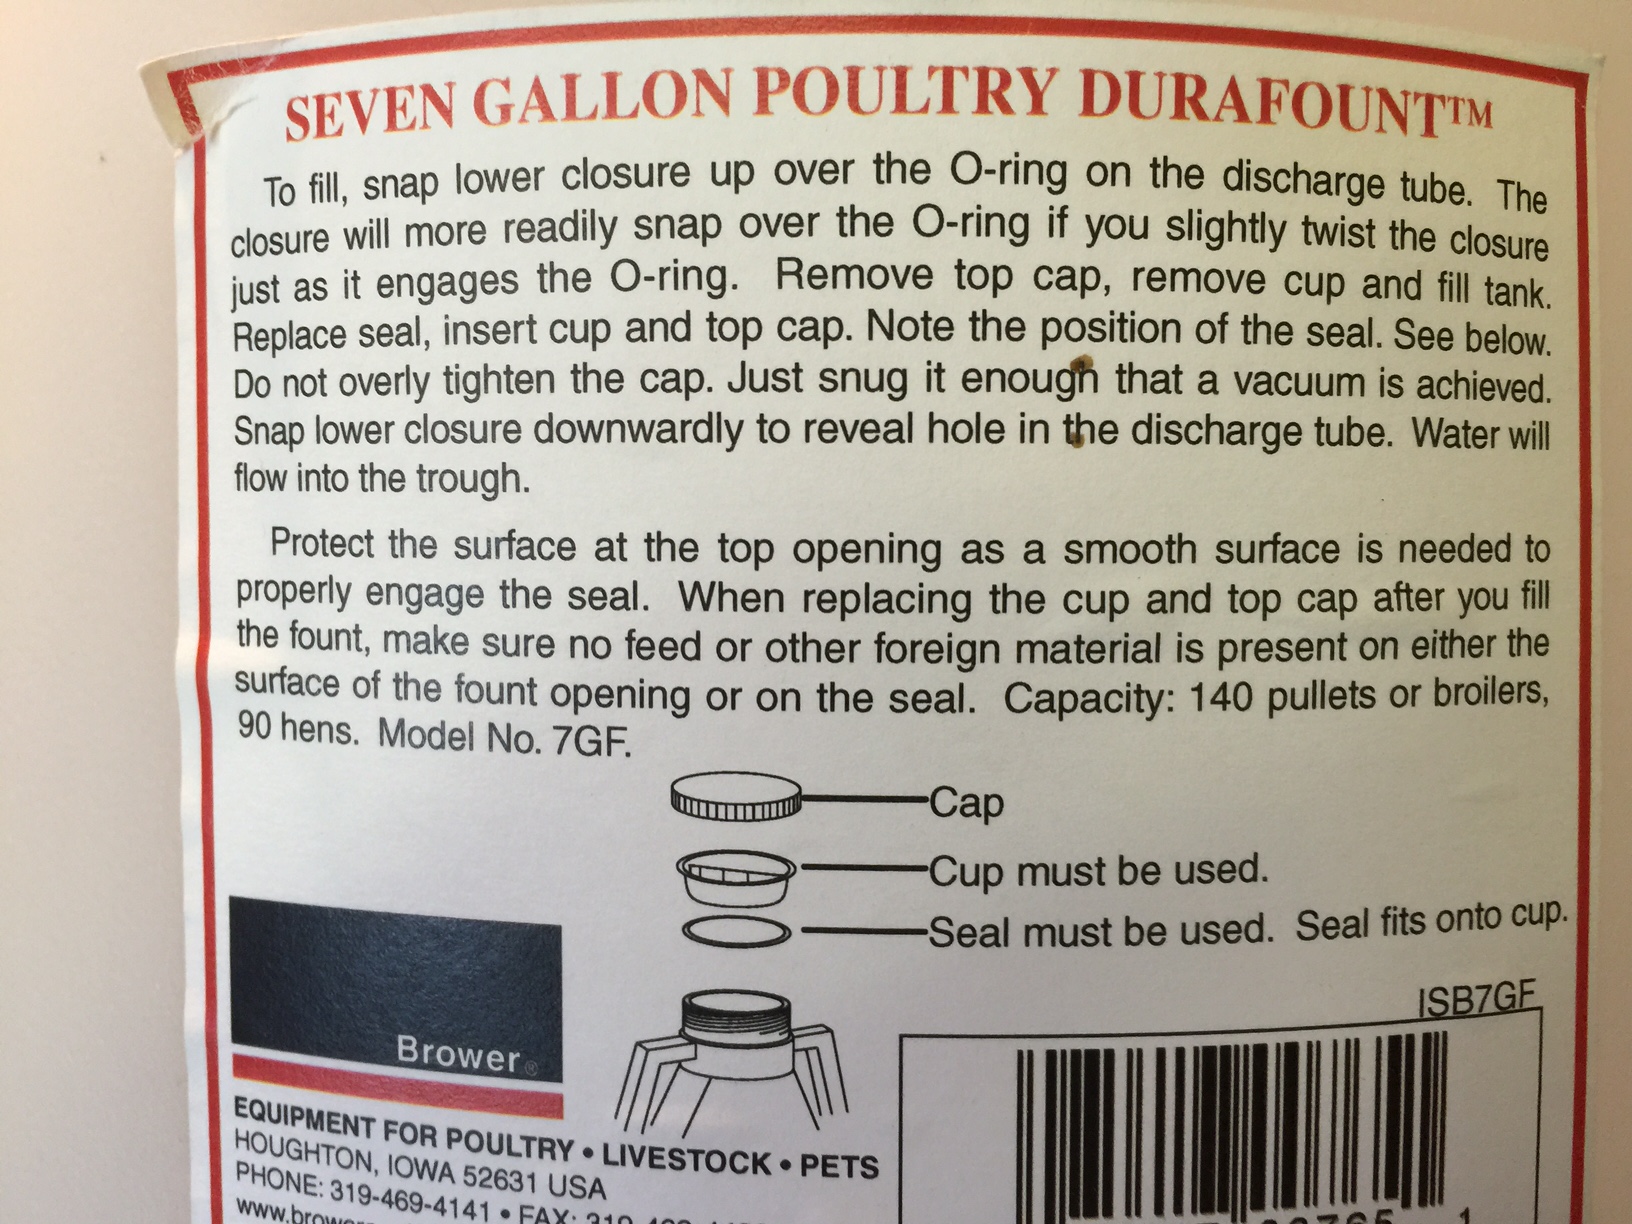 SEVEN GALLON POULTRY DURAFOUNT™
To fill, snap lower closure up over the O-ring on the discharge tube. The
closure will more readily snap over the O-ring if you slightly twist the closure
just as it engages the O-ring. Remove top cap, remove cup and fill tank.
Replace seal, insert cup and top cap. Note the position of the seal. See below.
Do not overly tighten the cap. Just snug it enough that a vacuum is achieved.
Snap lower closure downwardly to reveal hole in the discharge tube. Water will
flow into the trough.
Protect the surface at the top opening as a smooth surface is needed to
properly engage the seal. When replacing the cup and top cap after you fill
the fount, make sure no feed or other foreign material is present on either the
surface of the fount opening or on the seal. Capacity: 140 pullets or broilers,
90 hens. Model No. 7GF.
Cap
Cup must be used.
Seal must be used. Seal fits onto cup.
ISB7GF
Brower®
EQUIPMENT FOR POULTRY • LIVESTOCK • PETS
HOUGHTON, IOWA 52631 USA
PHONE: 319-469-4141 • FAX: 319